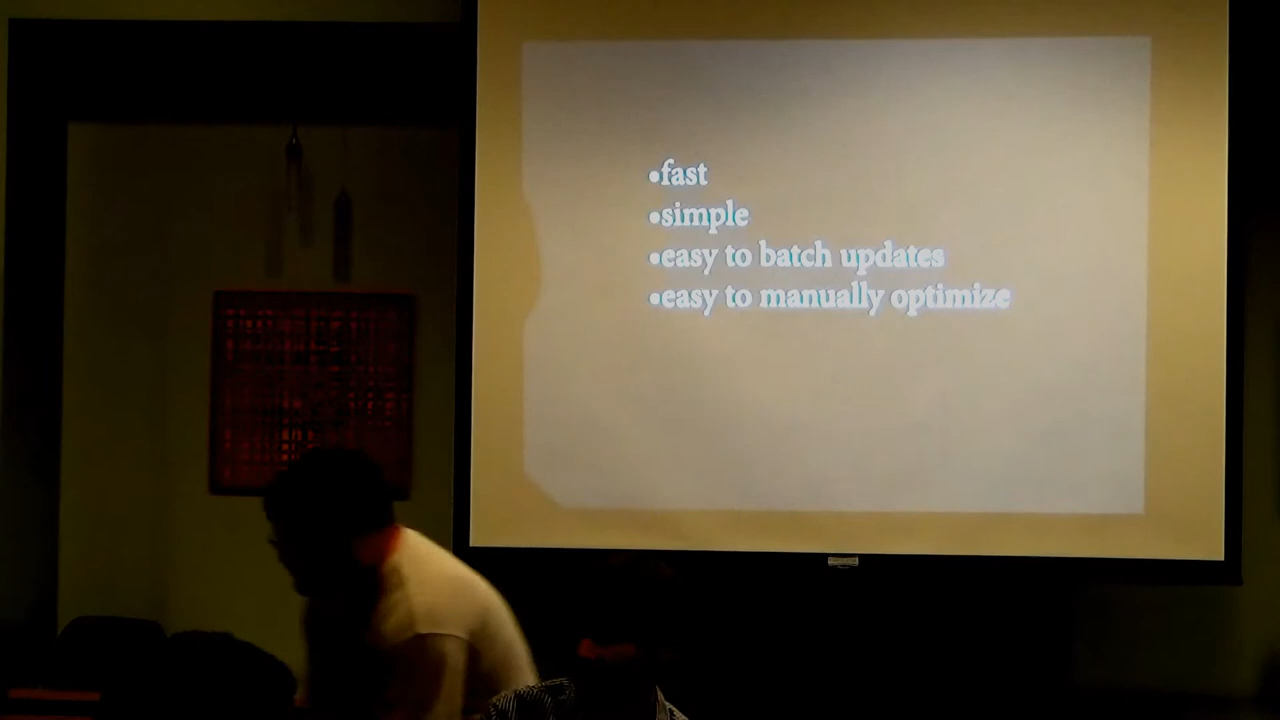 •fast
•simple
•easy to batch updates
•easy to manually optimize